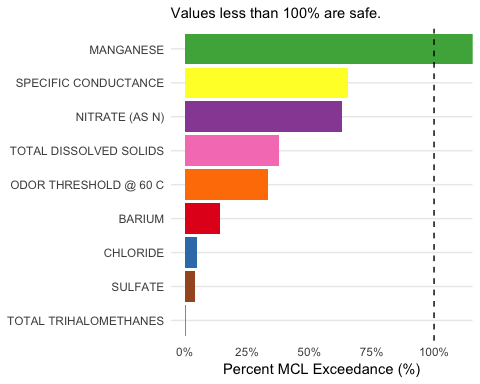 Values less than 100% are safe.
MANGANESE
SPECIFIC CONDUCTANCE
NITRATE (AS N)
TOTAL DISSOLVED SOLIDS
ODOR THRESHOLD @ 60 C
BARIUM
CHLORIDE
SULFATE
TOTAL TRIHALOMETHANES
0% 25% 50% 75% 100%
Percent MCL Exceedance (%)